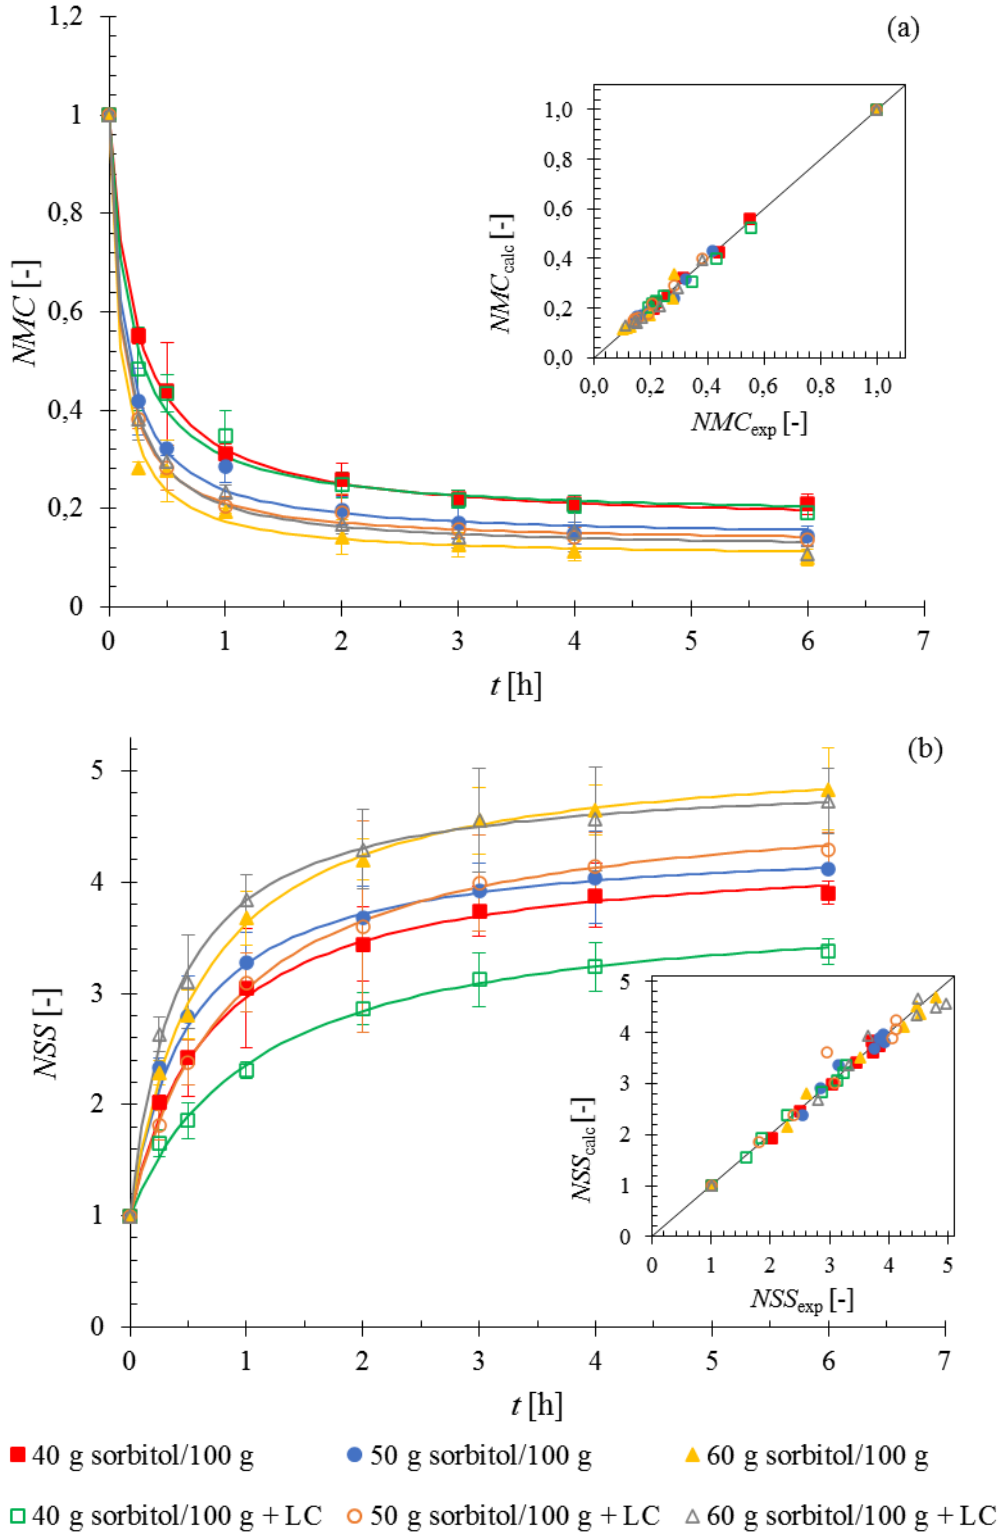 1,2
(a)
1
0,8
0,6
0,4
0,2
0
NMC [-]
0 1 2 3 4 5 6 7
t [h]
1,0
0,8
0,6
0,4
0,2
0,0
NMCcalc [-]
0,0 0,2 0,4 0,6 0,8 1,0
NMCexp [-]
(b)
5
4
3
2
1
0
NSS [-]
0 1 2 3 4 5 6 7
t [h]
5
4
3
2
1
0
NSScalc [-]
0 1 2 3 4 5
NSSexp [-]
40 g sorbitol/100 g 50 g sorbitol/100 g 60 g sorbitol/100 g
40 g sorbitol/100 g + LC 50 g sorbitol/100 g + LC 60 g sorbitol/100 g + LC